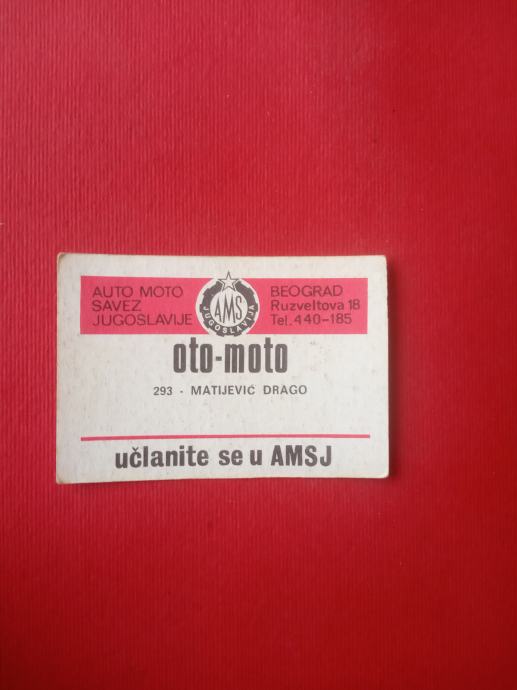 AUTO MOTO
SAVEZ
JUGOSLAVIJE
AMS
JUGOSLAVIJA
BEOGRAD
Ruzveltova 18
Tel. 440-185
oto-moto
293 - MATIJEVIĆ DRAGO
učlanite se u AMSJ